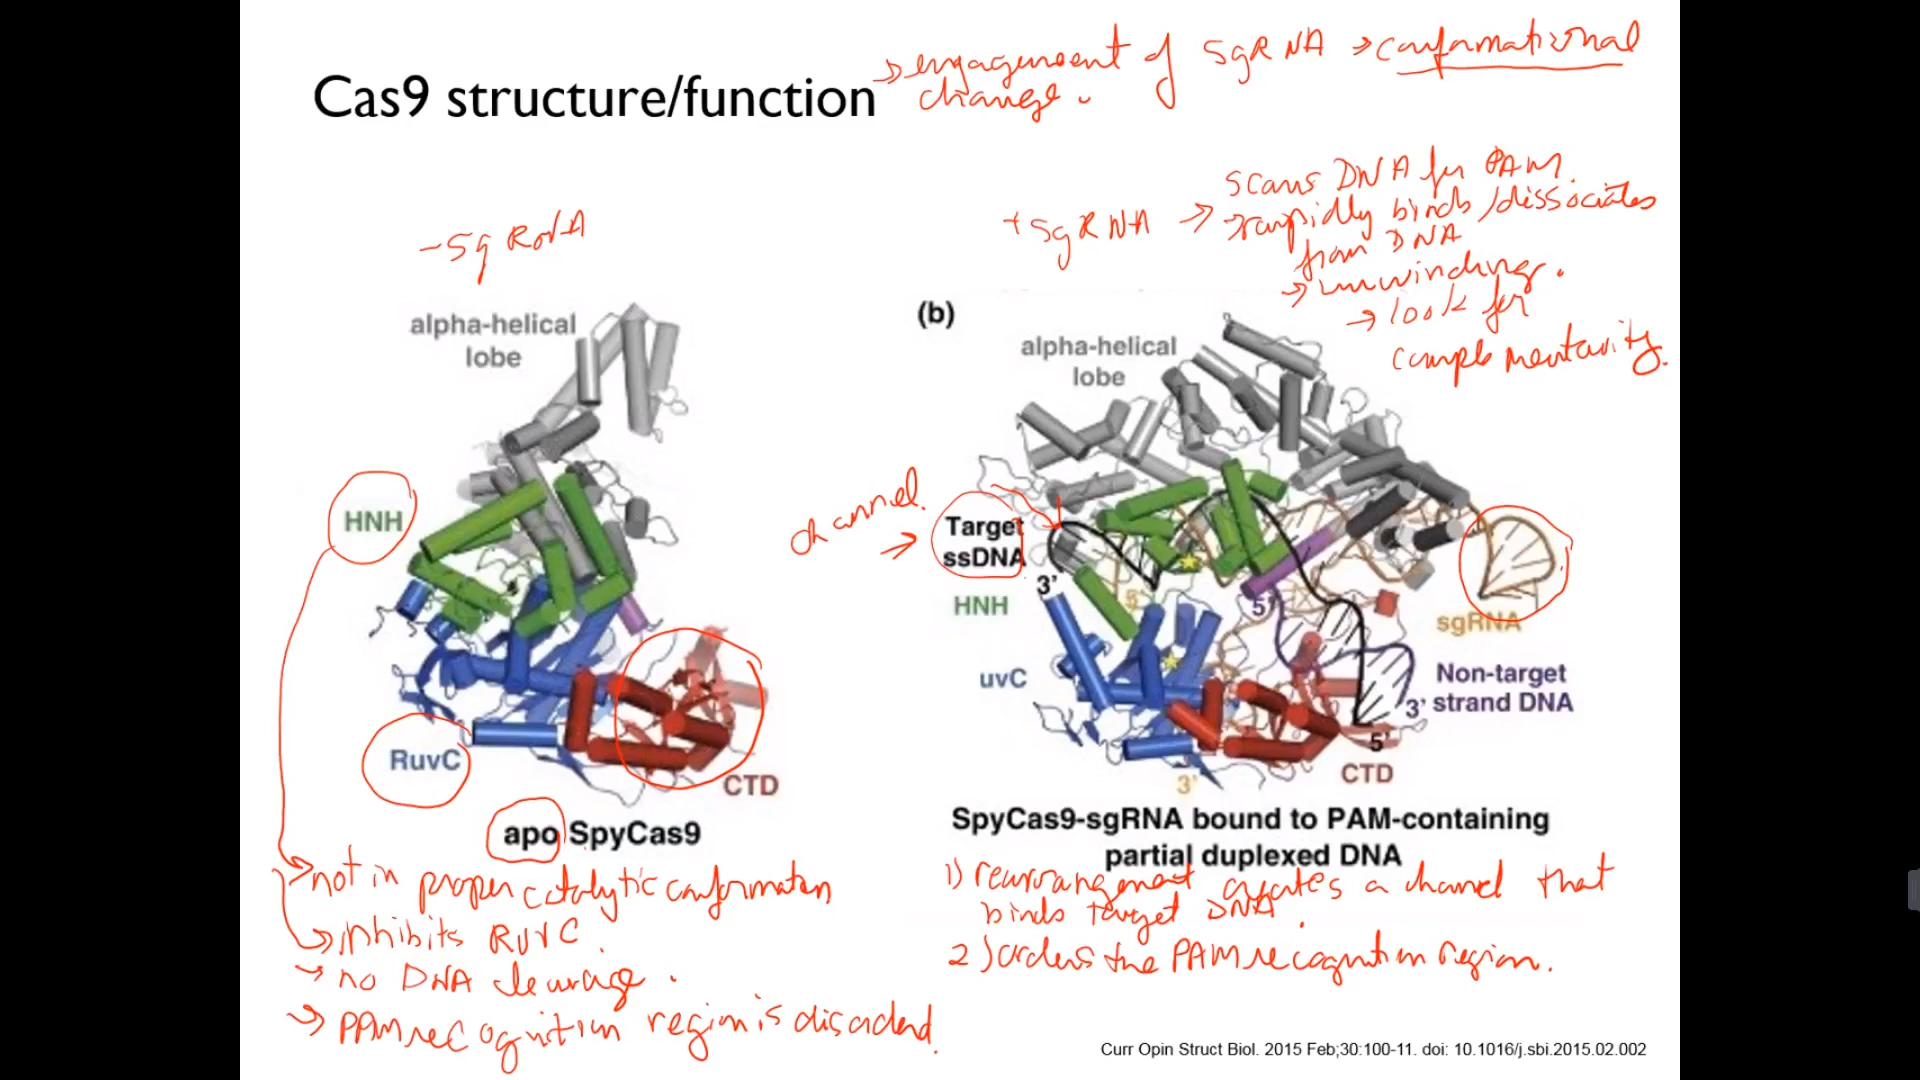 Cas9 structure/function
→ engagement of SgRNA → conformational
change.
- Sg RNA
+ SgRNA → scans DNA for PAM.
→ rapidly binds/dissociates
from DNA
→ unwinding.
→ look for
complementarity.
alpha-helical
lobe
HNH
RuvC
CTD
apo SpyCas9
→ not in proper catalytic conformation
→ inhibits RuvC.
→ no DNA cleavage.
→ PAM recognition region is disordered.
(b)
alpha-helical
lobe
channel.
→
Target
ssDNA
3’
HNH
5’
5’
sgRNA
uvC
Non-target
3’ strand DNA
5’
CTD
3’
SpyCas9-sgRNA bound to PAM-containing
partial duplexed DNA
1) rearrangement creates a channel that
binds target DNA.
2) orders the PAM recognition region.
Curr Opin Struct Biol. 2015 Feb;30:100-11. doi: 10.1016/j.sbi.2015.02.002